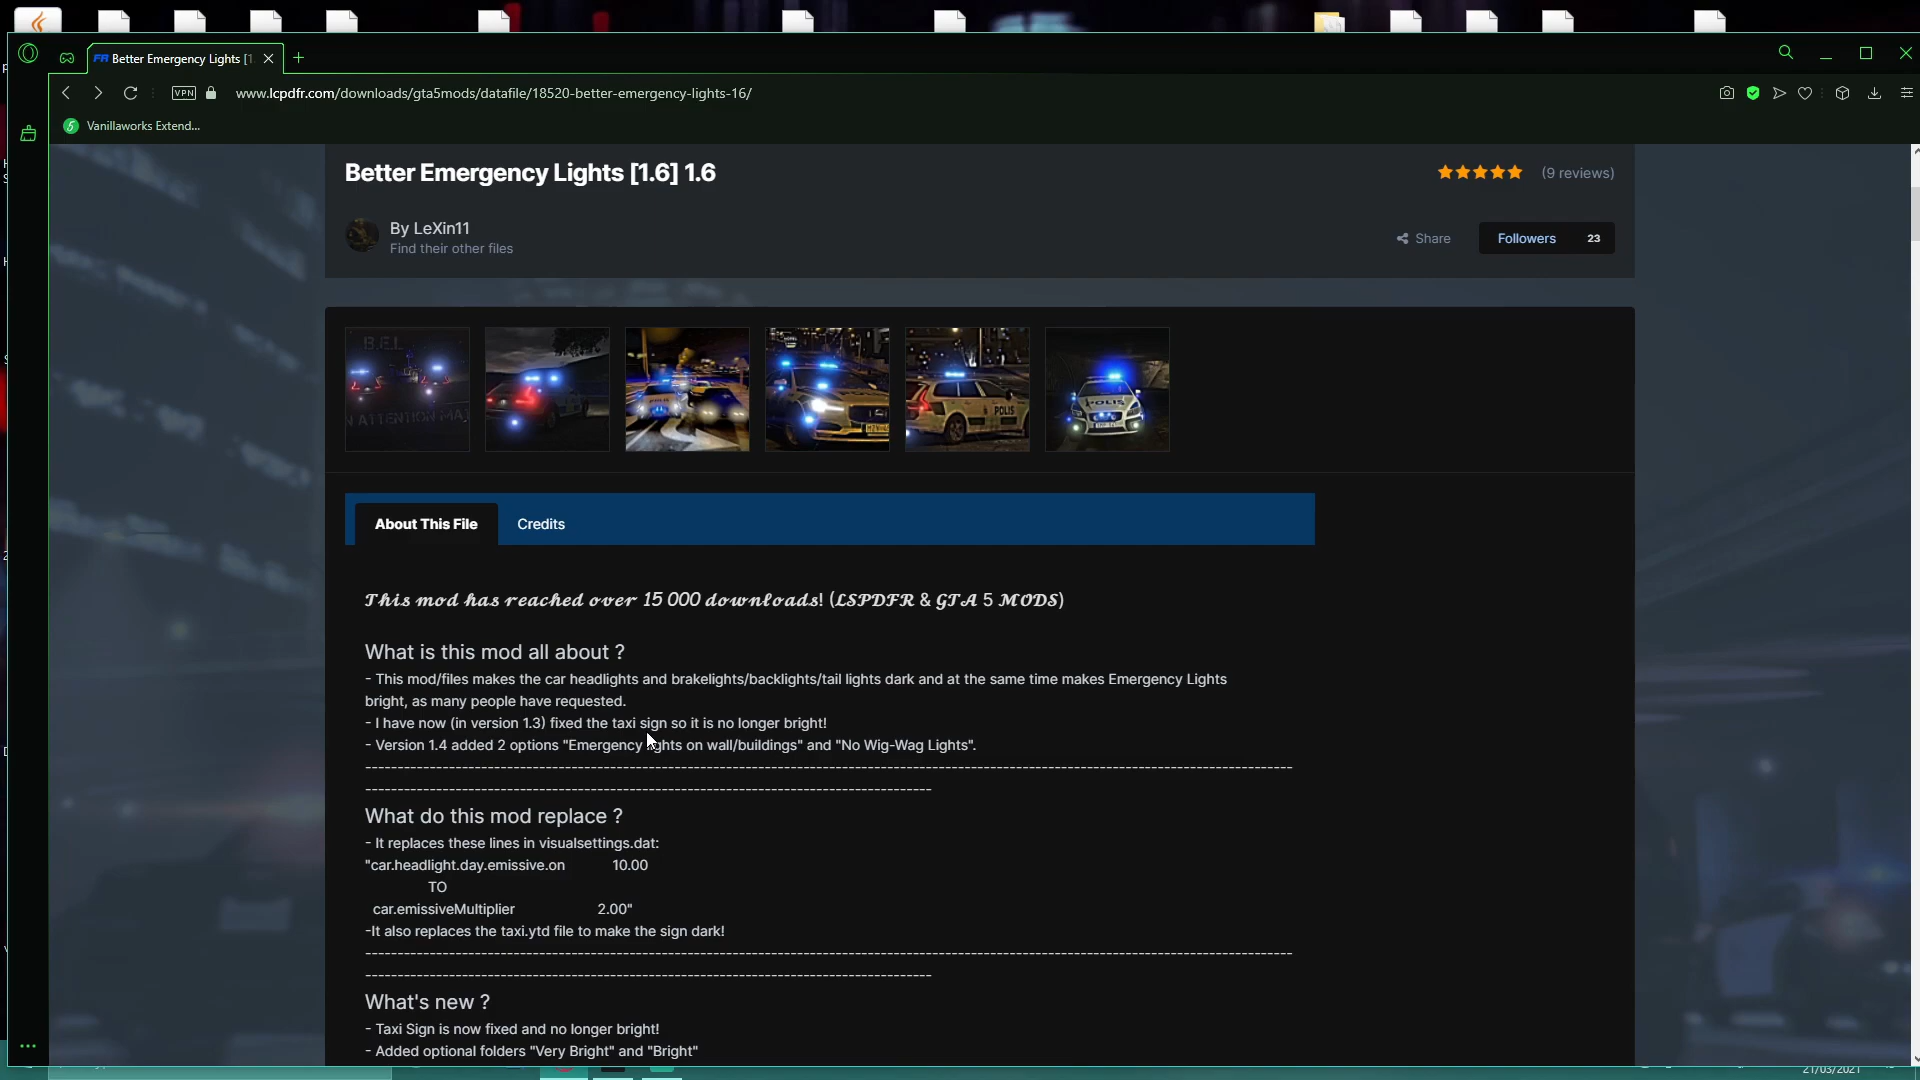 Better Emergency Lights [1
www.lcpdfr.com/downloads/gta5mods/datafile/18520-better-emergency-lights-16/
VPN
Vanillaworks Extend...
Better Emergency Lights [1.6] 1.6
(9 reviews)
By LeXin11
Find their other files
Share
Followers 23
About This File
Credits
This mod has reached over 15 000 downloads! (LSPDFR & GTA 5 MODS)
What is this mod all about ?
- This mod/files makes the car headlights and brakelights/backlights/tail lights dark and at the same time makes Emergency Lights
bright, as many people have requested.
- I have now (in version 1.3) fixed the taxi sign so it is no longer bright!
- Version 1.4 added 2 options "Emergency lights on wall/buildings" and "No Wig-Wag Lights".
What do this mod replace ?
- It replaces these lines in visualsettings.dat:
"car.headlight.day.emissive.on 10.00
TO
car.emissiveMultiplier 2.00"
-It also replaces the taxi.ytd file to make the sign dark!
What's new ?
- Taxi Sign is now fixed and no longer bright!
- Added optional folders "Very Bright" and "Bright"
21/03/2021